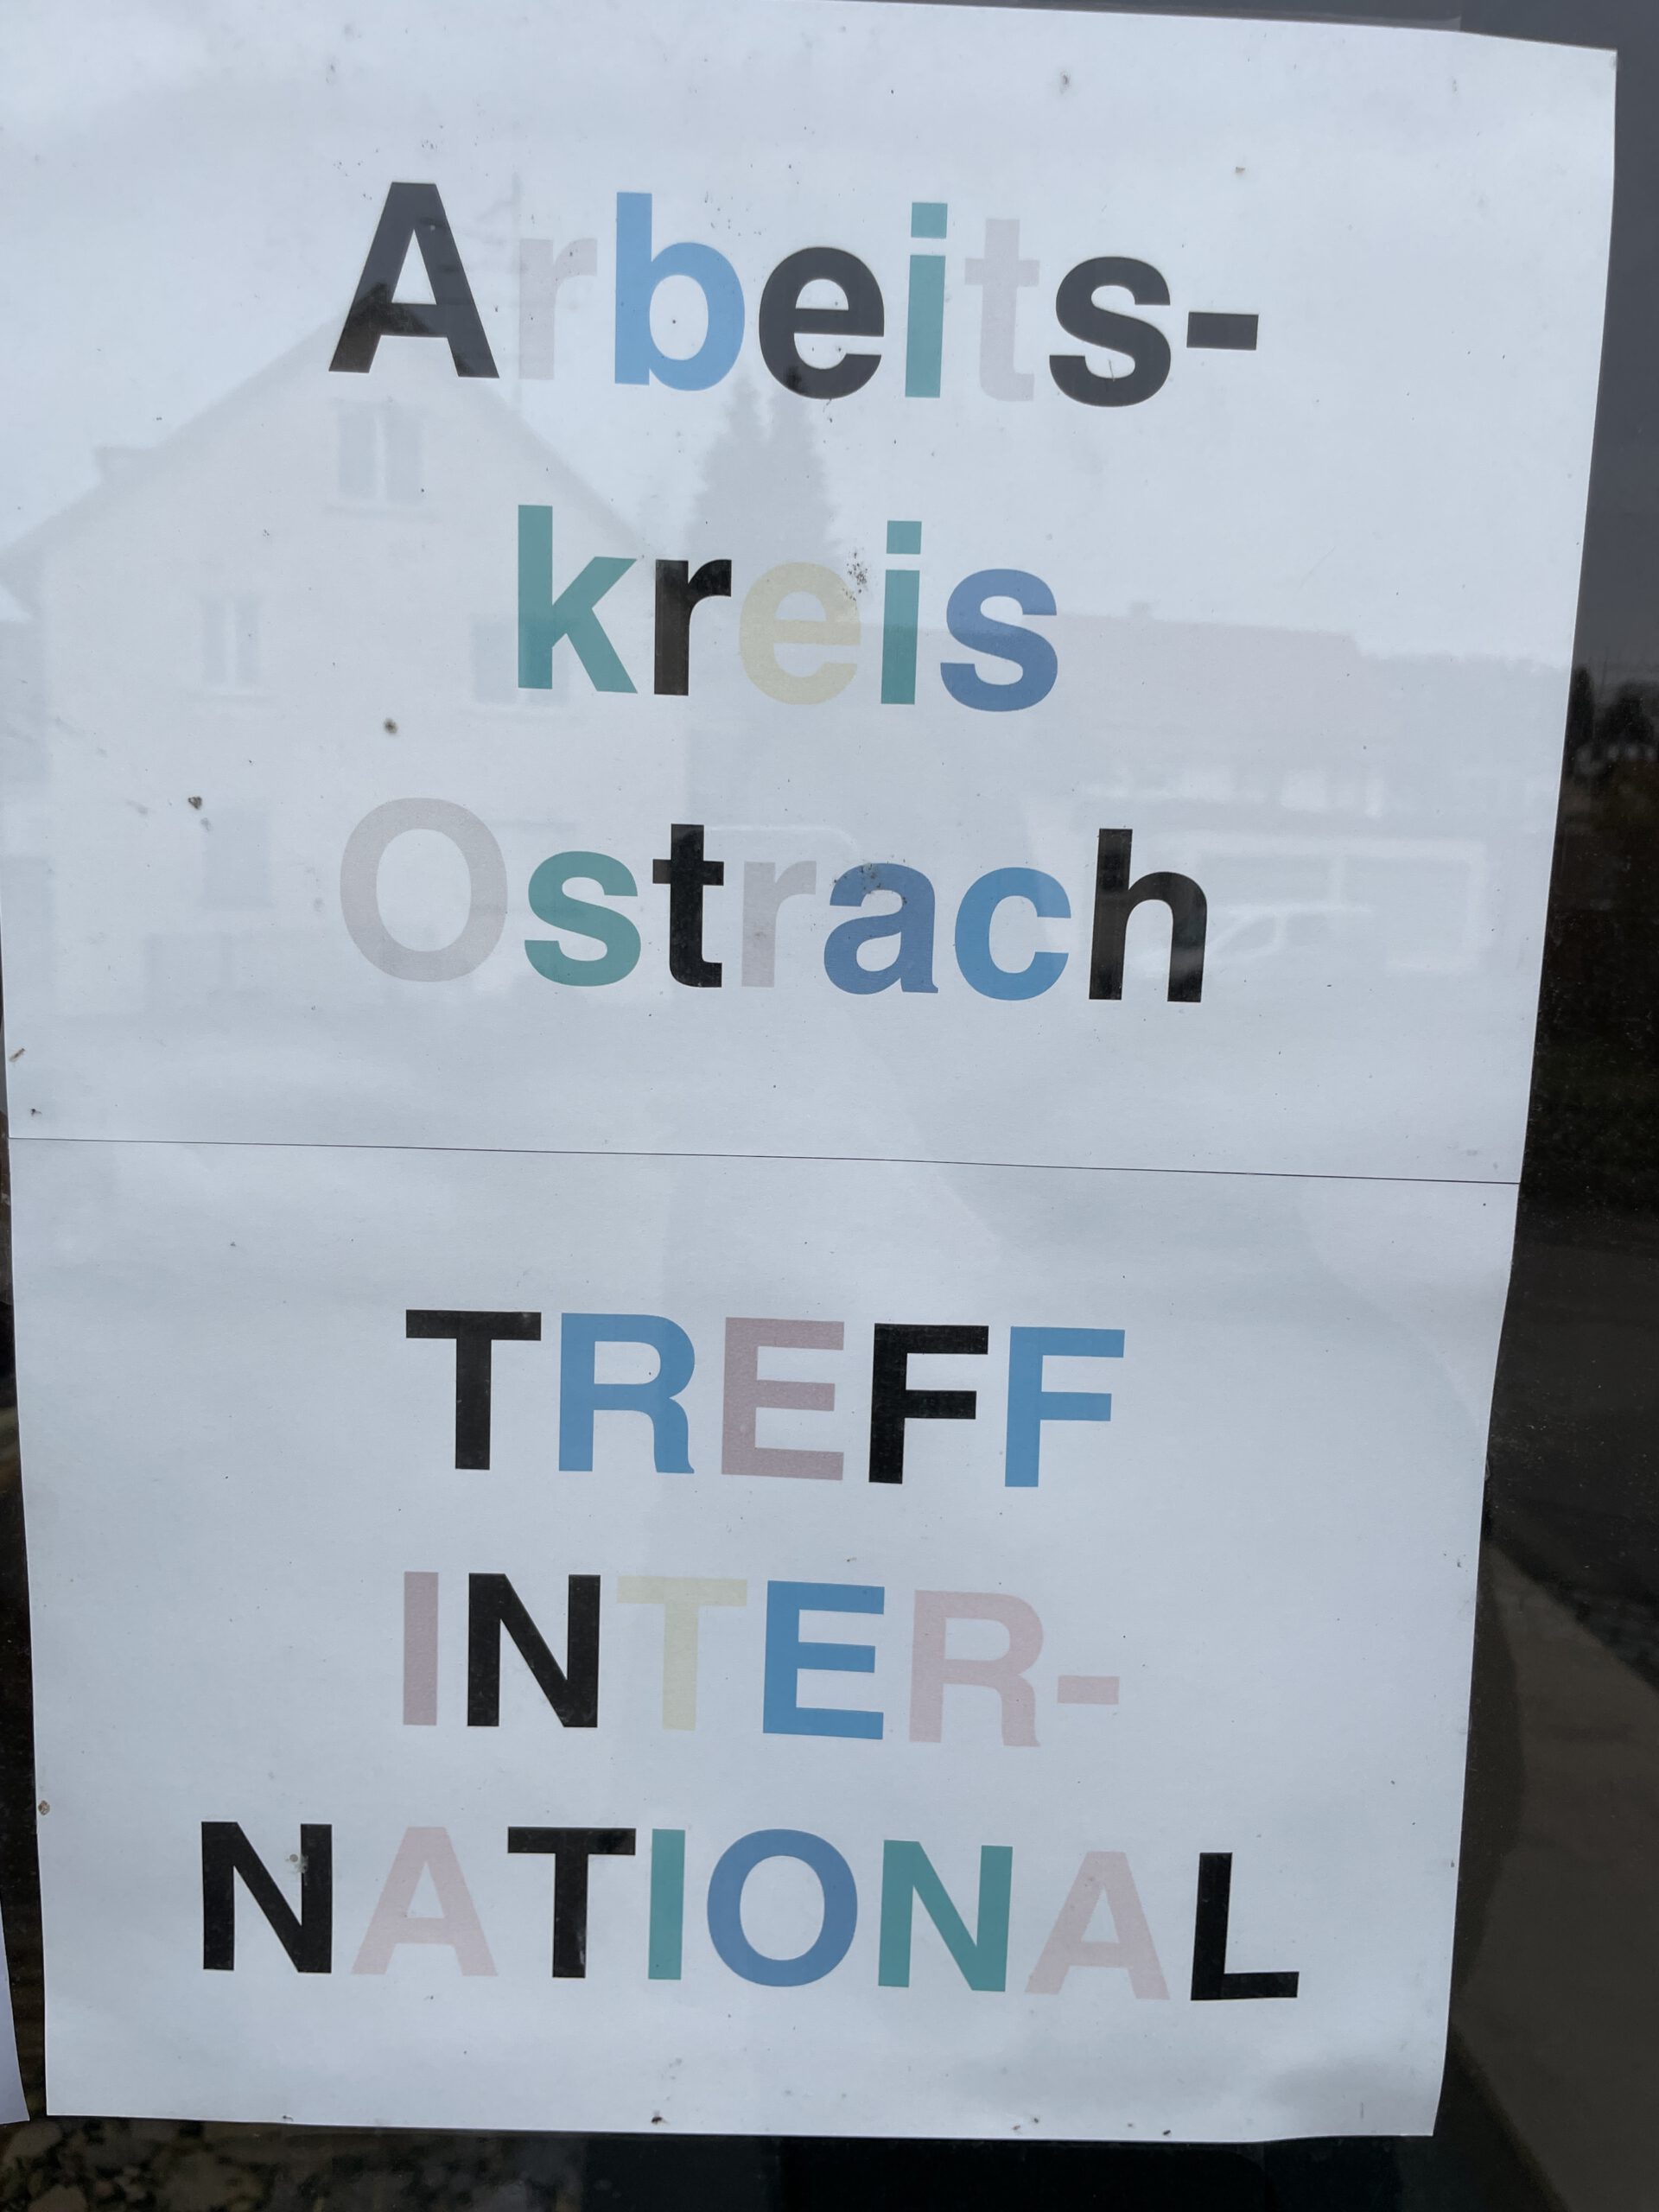 Arbeits-
kreis
Ostrach
TREFF
INTER-
NATIONAL